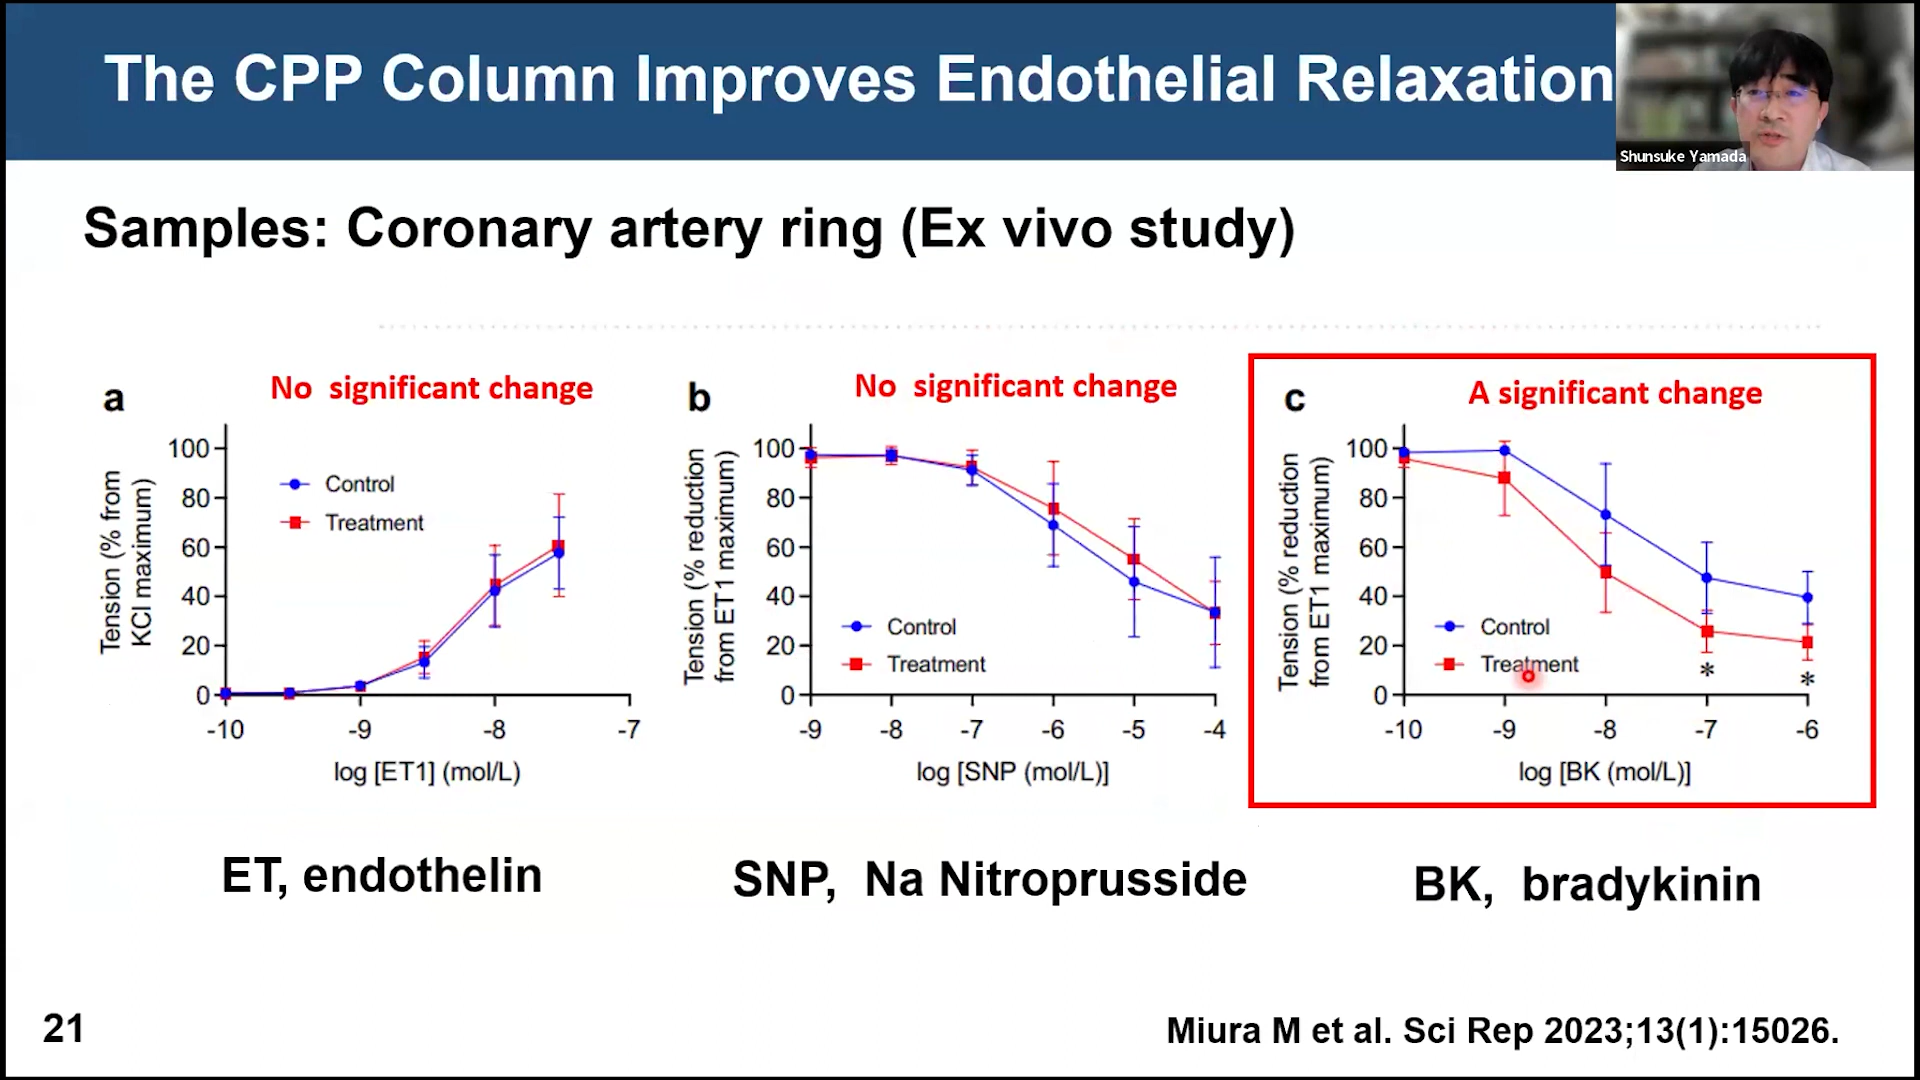 The CPP Column Improves Endothelial Relaxation
Shunsuke Yamada
Samples: Coronary artery ring (Ex vivo study)
a
No significant change
Tension (% from
KCl maximum)
100
80
60
40
20
0
Control
Treatment
-10
-9
-8
-7
log [ET1] (mol/L)
ET, endothelin
b
No significant change
Tension (% reduction
from ET1 maximum)
100
80
60
40
20
0
Control
Treatment
-9
-8
-7
-6
-5
-4
log [SNP (mol/L)]
SNP, Na Nitroprusside
c
A significant change
Tension (% reduction
from ET1 maximum)
100
80
60
40
20
0
Control
Treatment
*
*
-10
-9
-8
-7
-6
log [BK (mol/L)]
BK, bradykinin
21
Miura M et al. Sci Rep 2023;13(1):15026.